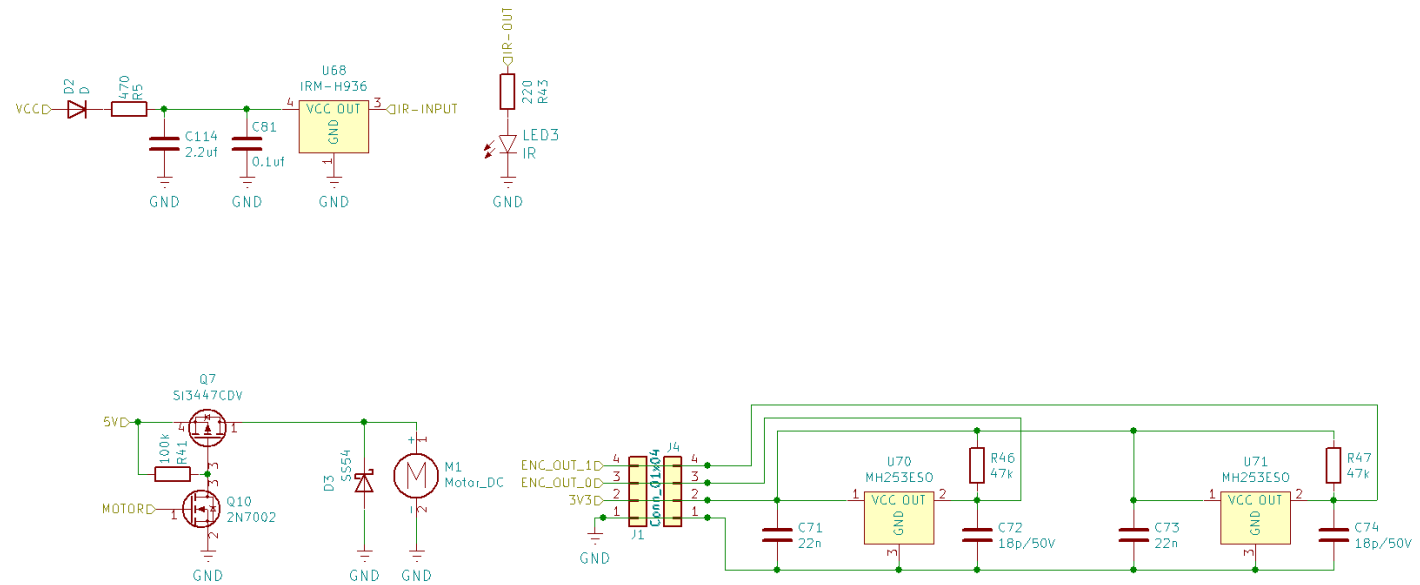 IR-OUT
220
R43
LED3
IR
GND
D2
D
VCC
470
R5
C114
2.2uf
GND
C81
0.1uf
GND
U68
IRM-H936
4
VCC OUT
3
GND
1
GND
IR-INPUT
Q7
Si3447CDV
5V
4
1
3
100k
R41
3
MOTOR
1
Q10
2N7002
2
GND
D3
SS54
GND
+
1
M
M1
Motor_DC
-
2
GND
ENC_OUT_1
ENC_OUT_0
3V3
GND
4
3
2
1
J1
Conn_01x04
J4
4
3
2
1
C71
22n
U70
MH253ESO
1
VCC OUT
2
GND
3
R46
47k
C72
18p/50V
C73
22n
U71
MH253ESO
1
VCC OUT
2
GND
3
R47
47k
C74
18p/50V